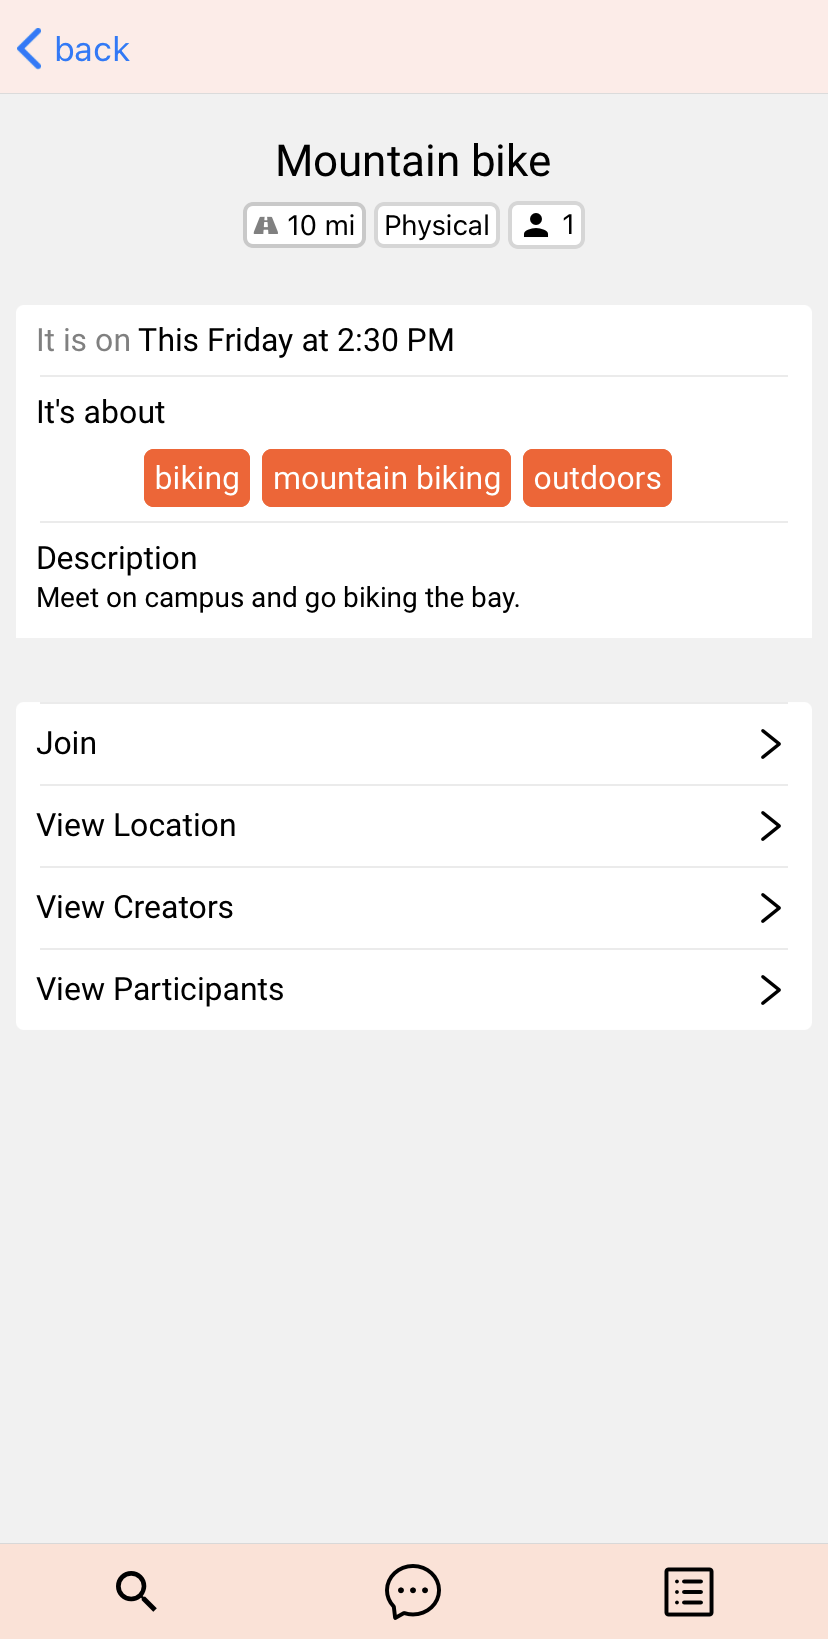 back
Mountain bike
10 mi Physical 1
It is on This Friday at 2:30 PM
It's about
biking mountain biking outdoors
Description
Meet on campus and go biking the bay.
Join
View Location
View Creators
View Participants